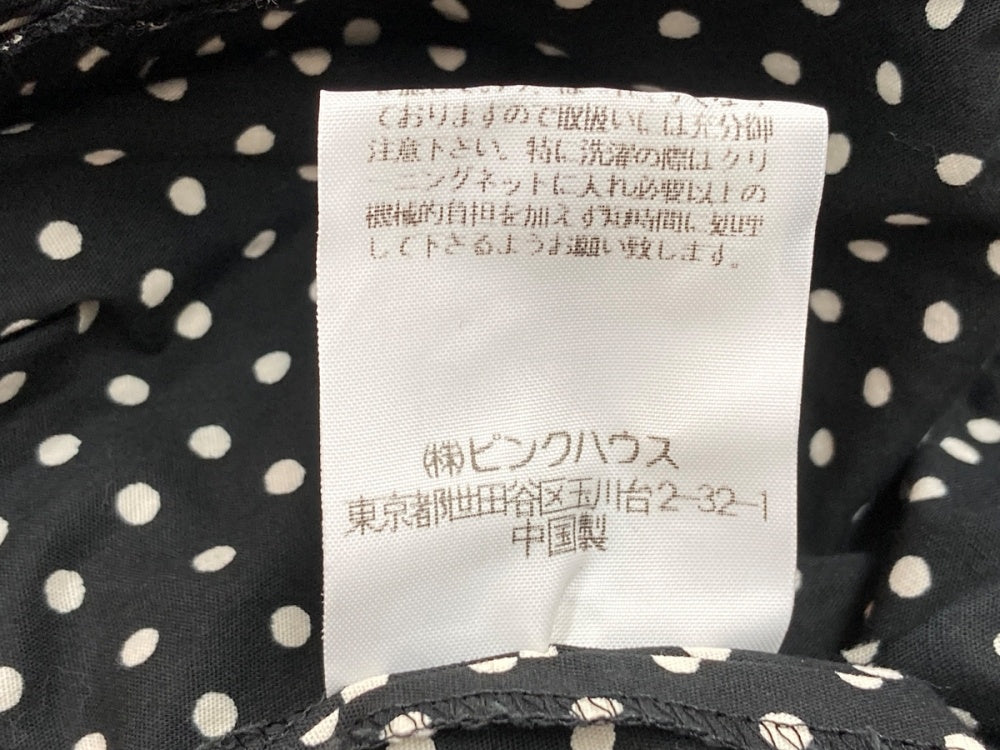 ておりますので取扱いには充分御
注意下さい。特に洗濯の際はクリ
ーニングネットに入れ必要以上の
機械的負担を加えず短時間に処理
して下さるようお願い致します。
(株)ピンクハウス
東京都世田谷区玉川台2-32-1
中国製